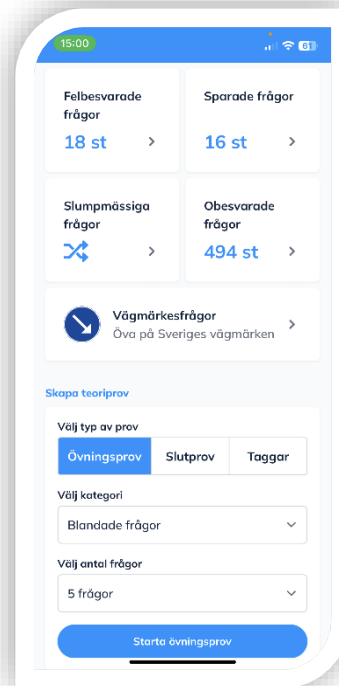 15:00
61
Felbesvarade
frågor
18 st
Sparade frågor
16 st
Slumpmässiga
frågor
Obesvarade
frågor
494 st
Vägmärkesfrågor
Öva på Sveriges vägmärken
Skapa teoriprov
Välj typ av prov
Övningsprov Slutprov Taggar
Välj kategori
Blandade frågor
Välj antal frågor
5 frågor
Starta övningsprov